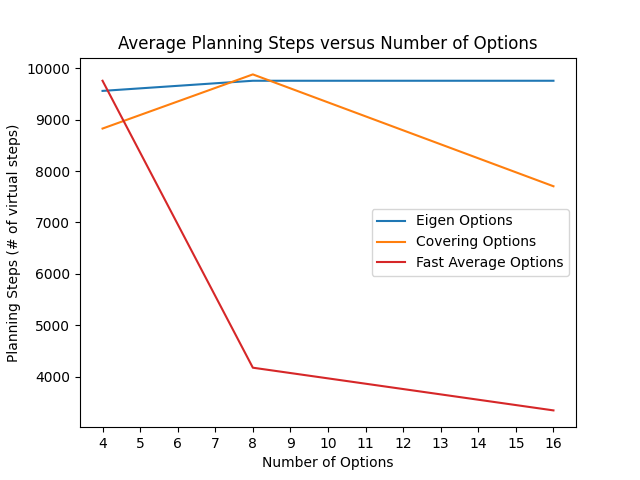 Average Planning Steps versus Number of Options
Planning Steps (# of virtual steps)
10000
9000
8000
7000
6000
5000
4000
Eigen Options
Covering Options
Fast Average Options
4 5 6 7 8 9 10 11 12 13 14 15 16
Number of Options